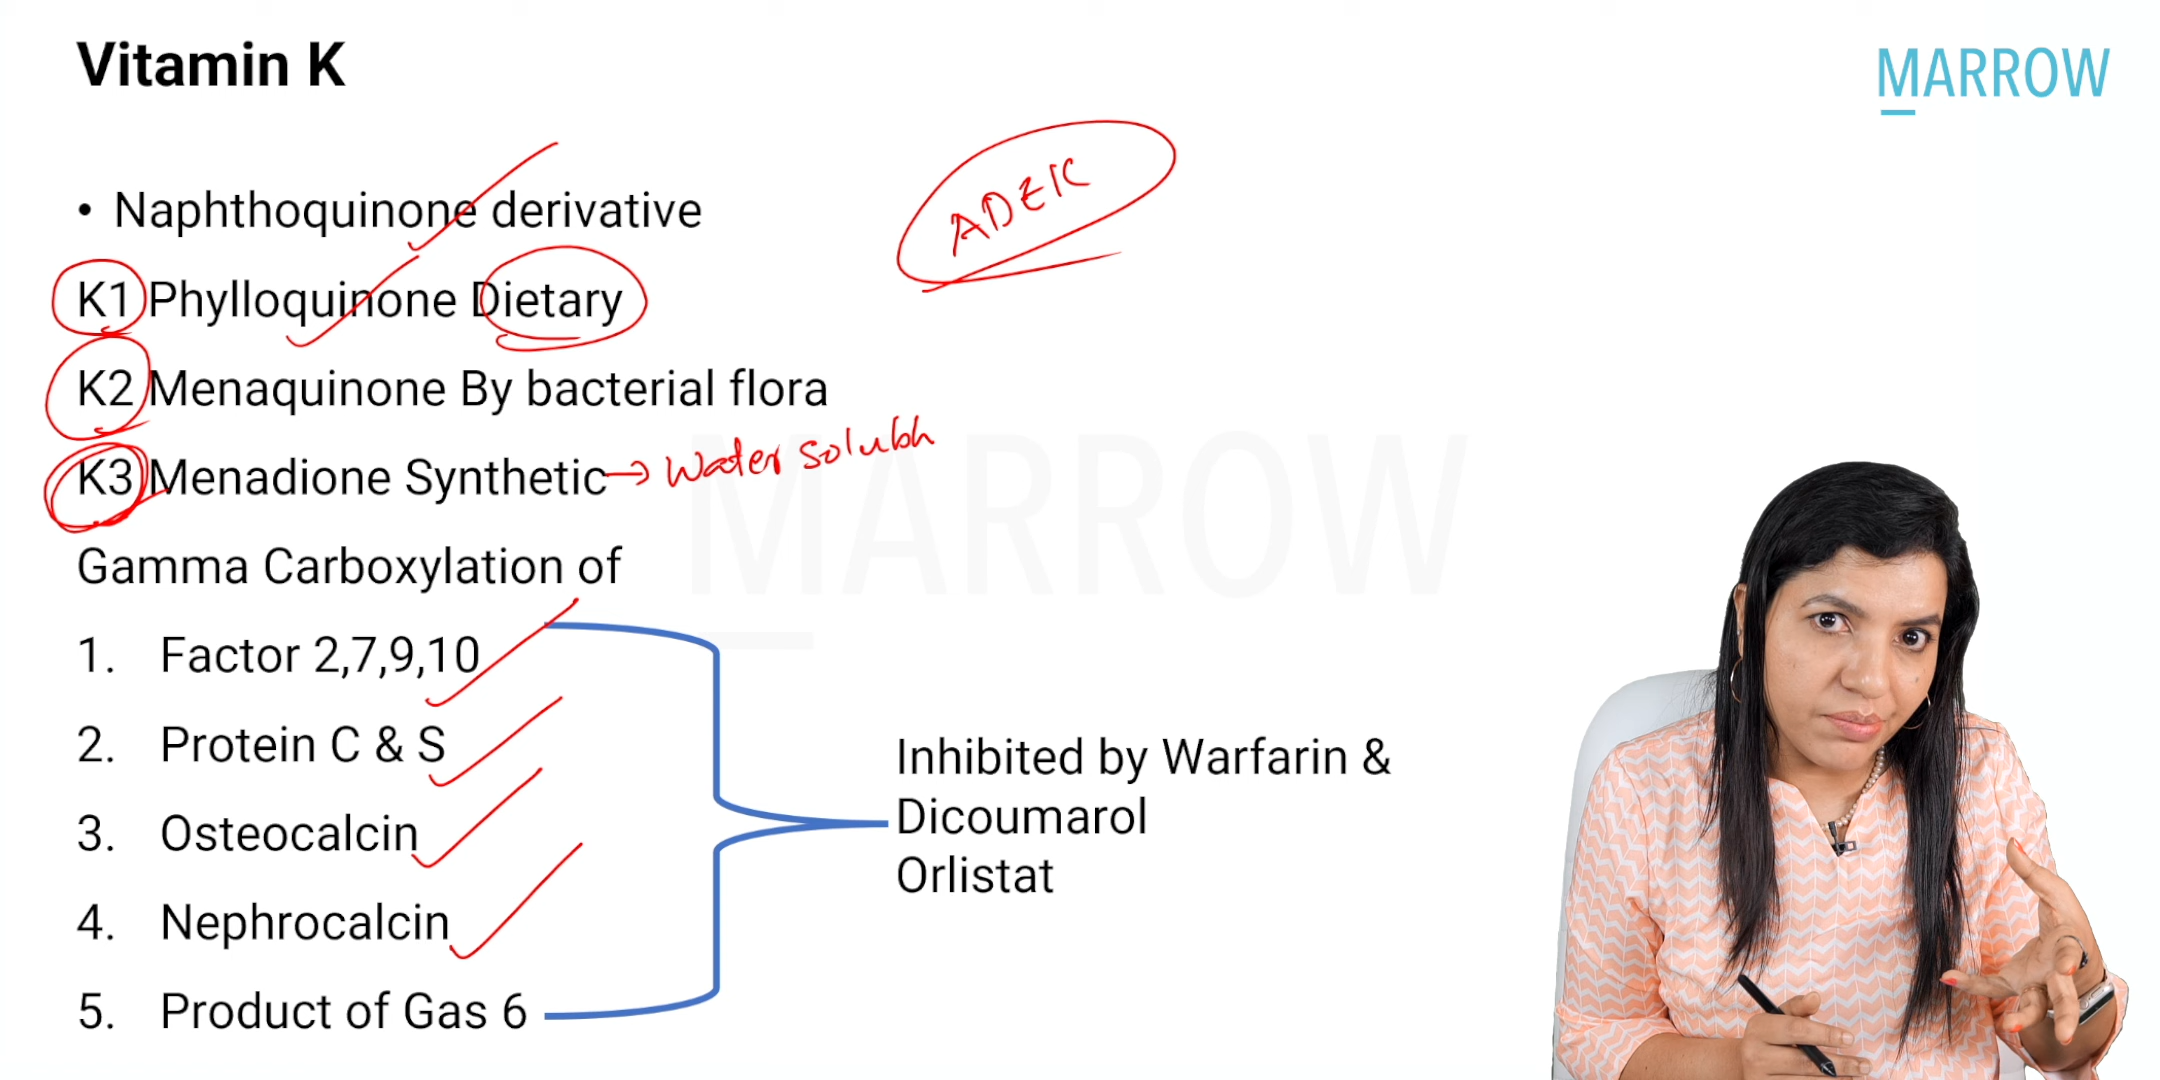 Vitamin K
MARROW
• Naphthoquinone derivative
ADEK
K1 Phylloquinone Dietary
K2 Menaquinone By bacterial flora
K3 Menadione Synthetic → Water solubh
MARROW
Gamma Carboxylation of
1. Factor 2,7,9,10
2. Protein C & S
3. Osteocalcin
4. Nephrocalcin
5. Product of Gas 6
Inhibited by Warfarin &
Dicoumarol
Orlistat